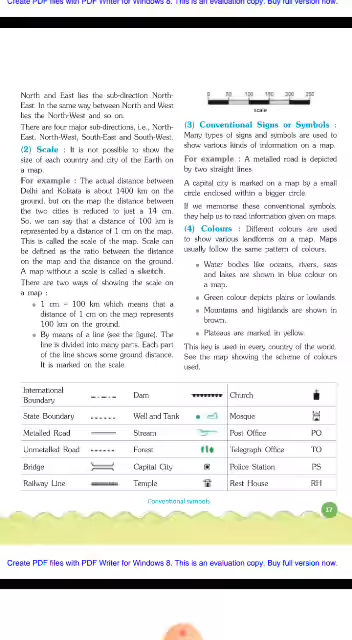 Create PDF files with PDF Writer for Windows 8. This is an evaluation copy. Buy full version now.
North and East lies the sub-direction North-
East. In the same way between North and West
lies the North-West and so on.
There are four major sub-directions, i.e., North-
East, North-West, South-East and South-West.
(2) Scale : It is not possible to show the
size of each country and city of the Earth on
a map.
For example : The actual distance between
Delhi and Kolkata is about 1400 km on the
ground, but on the map the distance between
the two cities is reduced to just a 14 cm.
So, we can say that a distance of 100 km is
represented by a distance of 1 cm on the map.
This is called the scale of the map. Scale can
be defined as the ratio between the distance
on the map and the distance on the ground.
A map without a scale is called a sketch.
There are two ways of showing the scale on
a map :
1 cm = 100 km which means that a
distance of 1 cm on the map represents
100 km on the ground.
By means of a line (see the figure). The
line is divided into many parts. Each part
of the line shows some ground distance.
It is marked on the scale.
0 50 100 150 200 250
scale
(3) Conventional Signs or Symbols :
Many types of signs and symbols are used to
show various kinds of information on a map.
For example : A metalled road is depicted
by two straight lines.
A capital city is marked on a map by a small
circle enclosed within a bigger circle.
If we memorise these conventional symbols,
they help us to read information given on maps.
(4) Colours : Different colours are used
to show various landforms on a map. Maps
usually follow the same pattern of colours.
Water bodies like oceans, rivers, seas
and lakes are shown in blue colour on
a map.
Green colour depicts plains or lowlands.
Mountains and highlands are shown in
brown.
Plateaus are marked in yellow.
This key is used in every country of the world.
See the map showing the scheme of colours
used.
International
Boundary
Dam
Church
State Boundary
Well and Tank
Mosque
Metalled Road
Stream
Post Office PO
Unmetalled Road
Forest
Telegraph Office TO
Bridge
Capital City
Police Station PS
Railway Line
Temple
Rest House RH
Conventional symbols
17
Create PDF files with PDF Writer for Windows 8. This is an evaluation copy. Buy full version now.